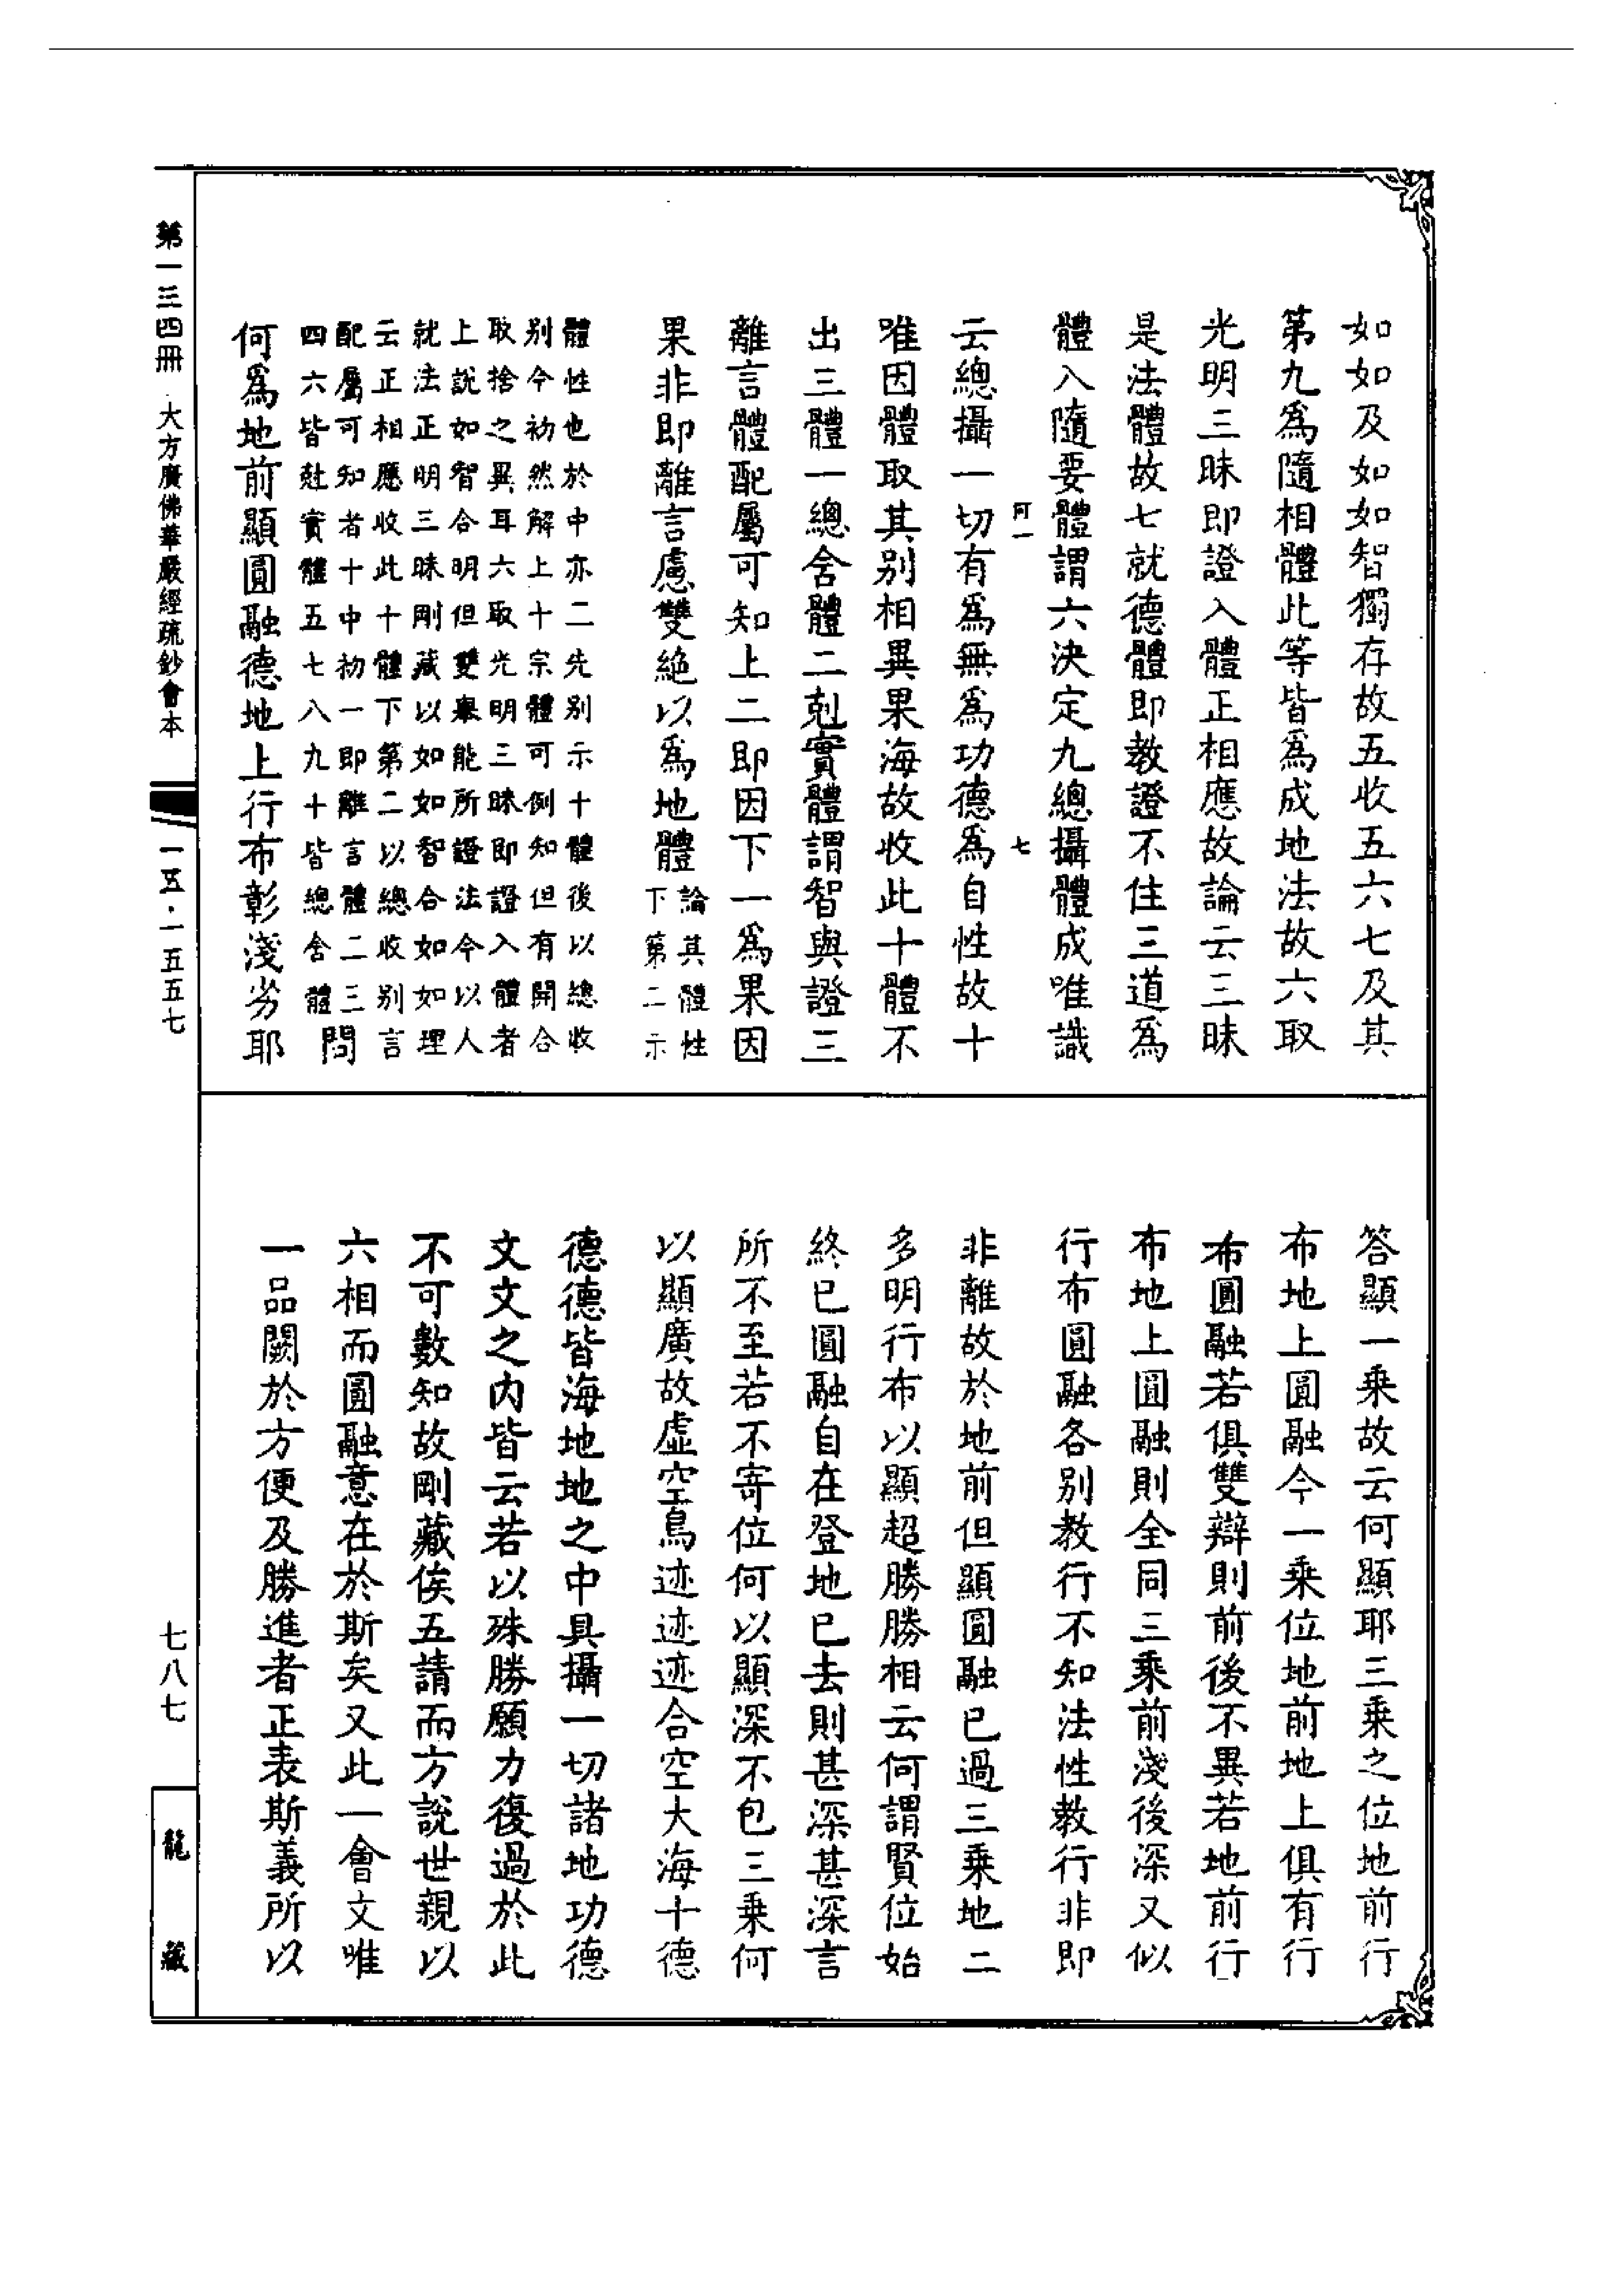 如如及如如智獨存故五收五六七及其
第九爲隨相體此等皆爲成地法故六取
光明三昧即證入體正相應故論云三昧
是法體故七就德體即教證不住三道爲
體入隨要體謂六決定九總攝體成唯識
可一 七
云總攝一切有爲無爲功德爲自性故十
唯因體取其別相異果海故收此十體不
出三體一總含體二剋實體謂智與證三
離言體配屬可知上二即因下一爲果因
果非即離言慮雙絶以爲地體論其體性
下第二示
體性也於中亦二先別示十體後以總收
別今初然解上十宗體可例知但有開合
取捨之異耳六取光明三昧即證入體者
上說如智合明但雙舉能所證法今以人
就法正明三昧剛藏以如如智合如如理
云正相應收此十體下第二以總收別言
配屬可知者十中初一即離言體二三
四六皆剋實體五七八九十皆總含體
問
何爲地前顯圓融德地上行布彰淺劣耶
答顯一乘故云何顯耶三乘之位地前行
布地上圓融今一乘位地前地上俱有行
布圓融若俱雙辯則前後不異若地前行
布地上圓融則全同三乘前淺後深又似
行布圓融各別教行不知法性教行非即
非離故於地前但顯圓融已過三乘地二
多明行布以顯超勝勝相云何謂賢位始
終已圓融自在登地已去則甚深甚深言
所不至若不寄位何以顯深不包三乘何
以顯廣故虛空鳥迹迹迹合空大海十德
德德皆海地地之中具攝一切諸地功德
文文之內皆云若以殊勝願力復過於此
不可數知故剛藏俟五請而方說世親以
六相而圓融意在於斯矣又此一會文唯
一品闕於方便及勝進者正表斯義所以
第一三四冊 大方廣佛華嚴經疏鈔會本
一五·一五五七
七八七
龍藏